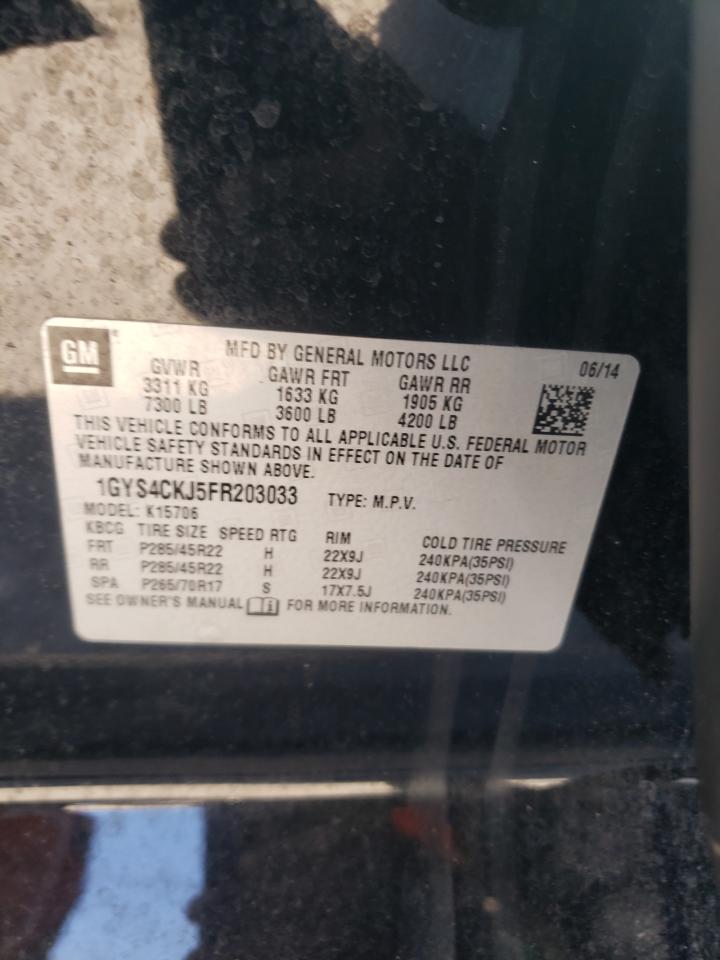 GM ® MFD BY GENERAL MOTORS LLC 06/14
GVWR GAWR FRT GAWR RR
3311 KG 1633 KG 1905 KG
7300 LB 3600 LB 4200 LB
THIS VEHICLE CONFORMS TO ALL APPLICABLE U.S. FEDERAL MOTOR
VEHICLE SAFETY STANDARDS IN EFFECT ON THE DATE OF
MANUFACTURE SHOWN ABOVE.
1GYS4CKJ5FR203033 TYPE: M.P.V.
MODEL: K15706
KBCG TIRE SIZE SPEED RTG RIM COLD TIRE PRESSURE
FRT P285/45R22 H 22X9J 240KPA(35PSI)
RR P285/45R22 H 22X9J 240KPA(35PSI)
SPA P265/70R17 S 17X7.5J 240KPA(35PSI)
SEE OWNER'S MANUAL FOR MORE INFORMATION.